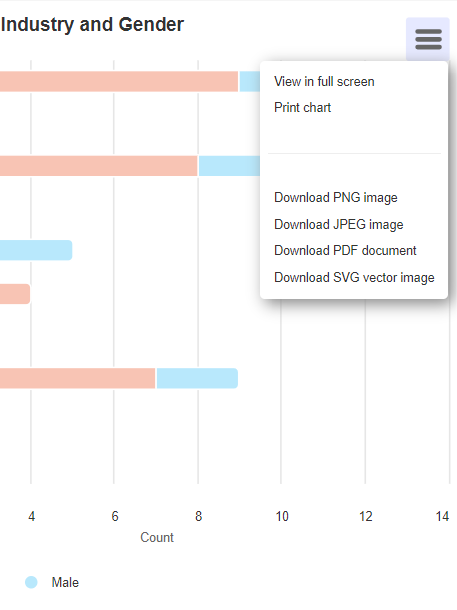 Industry and Gender
View in full screen
Print chart
Download PNG image
Download JPEG image
Download PDF document
Download SVG vector image
4 6 8 10 12 14
Count
Male